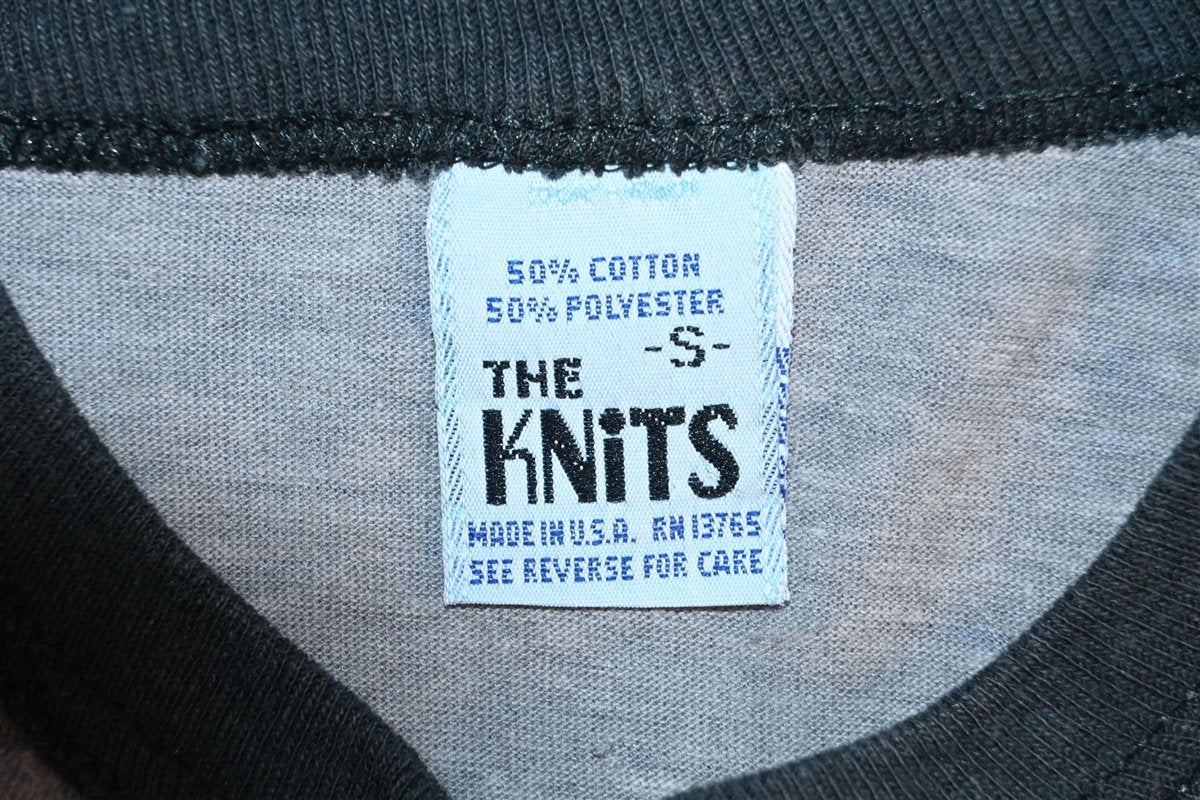 50% COTTON
50% POLYESTER
-S-
THE
KNiTS
MADE IN U.S.A. RN 13765
SEE REVERSE FOR CARE